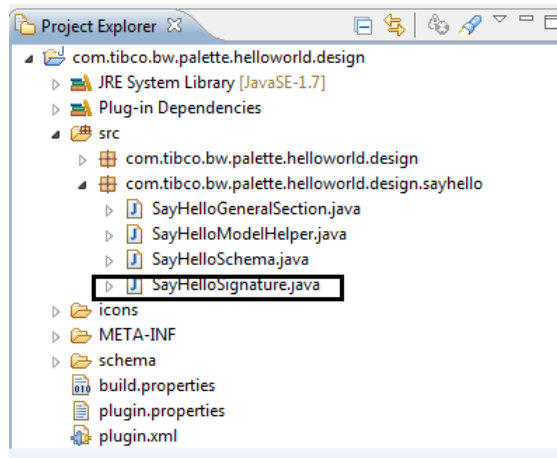 Project Explorer
com.tibco.bw.palette.helloworld.design
JRE System Library [JavaSE-1.7]
Plug-in Dependencies
src
com.tibco.bw.palette.helloworld.design
com.tibco.bw.palette.helloworld.design.sayhello
SayHelloGeneralSection.java
SayHelloModelHelper.java
SayHelloSchema.java
SayHelloSignature.java
icons
META-INF
schema
build.properties
plugin.properties
plugin.xml